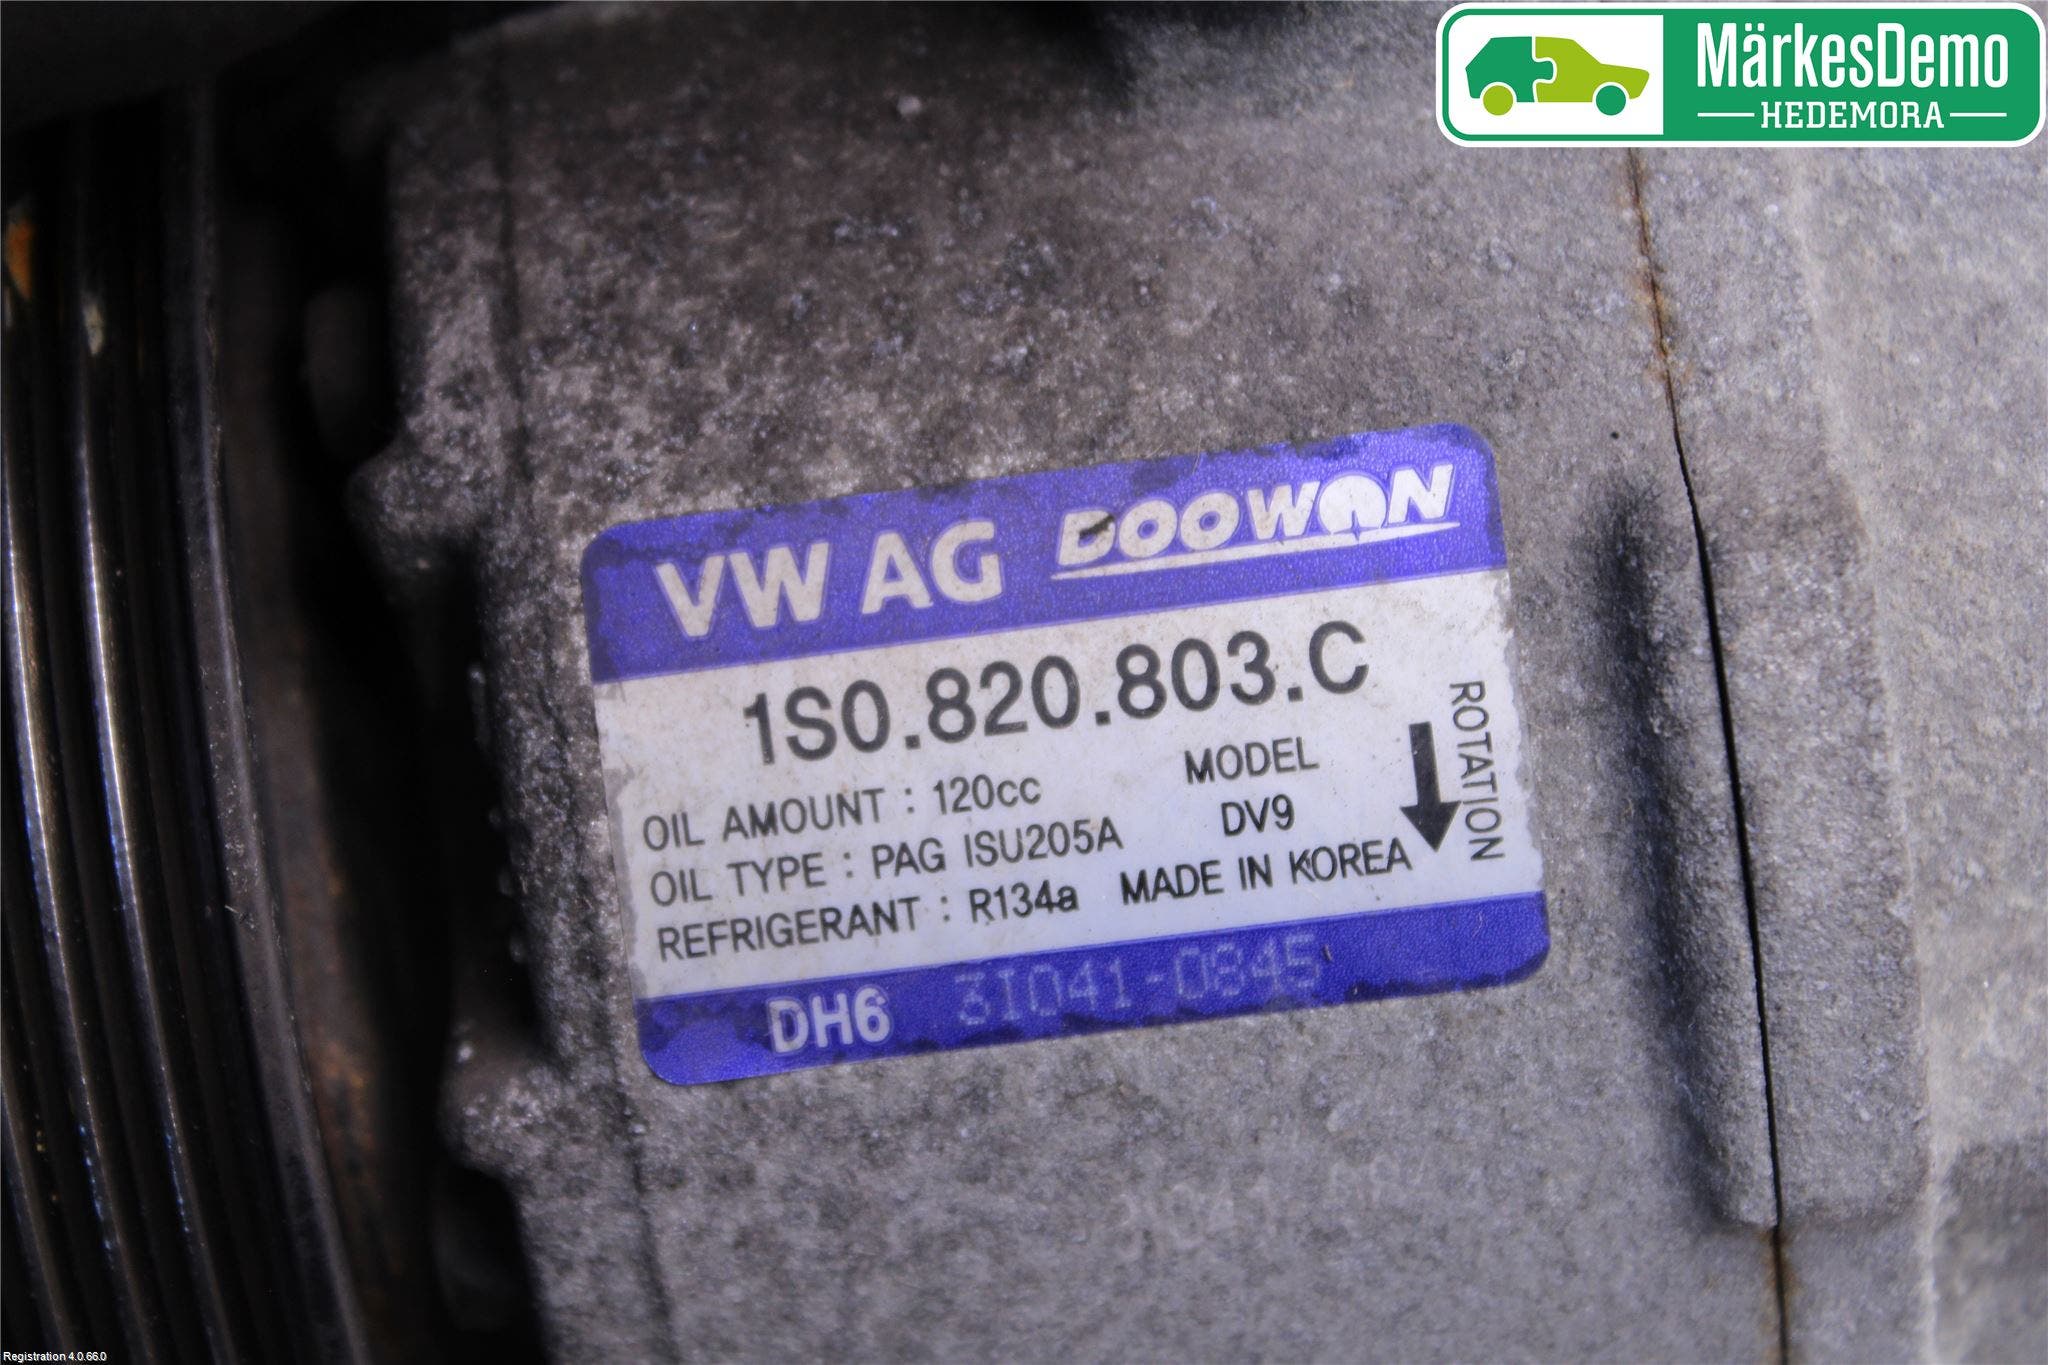 MärkesDemo
HEDEMORA
VW AG DOOWON
1S0.820.803.C
OIL AMOUNT : 120cc
MODEL
OIL TYPE : PAG ISU205A
DV9
REFRIGERANT : R134a
MADE IN KOREA
ROTATION
DH6 3I041-0845
Registration 4.0.66.0